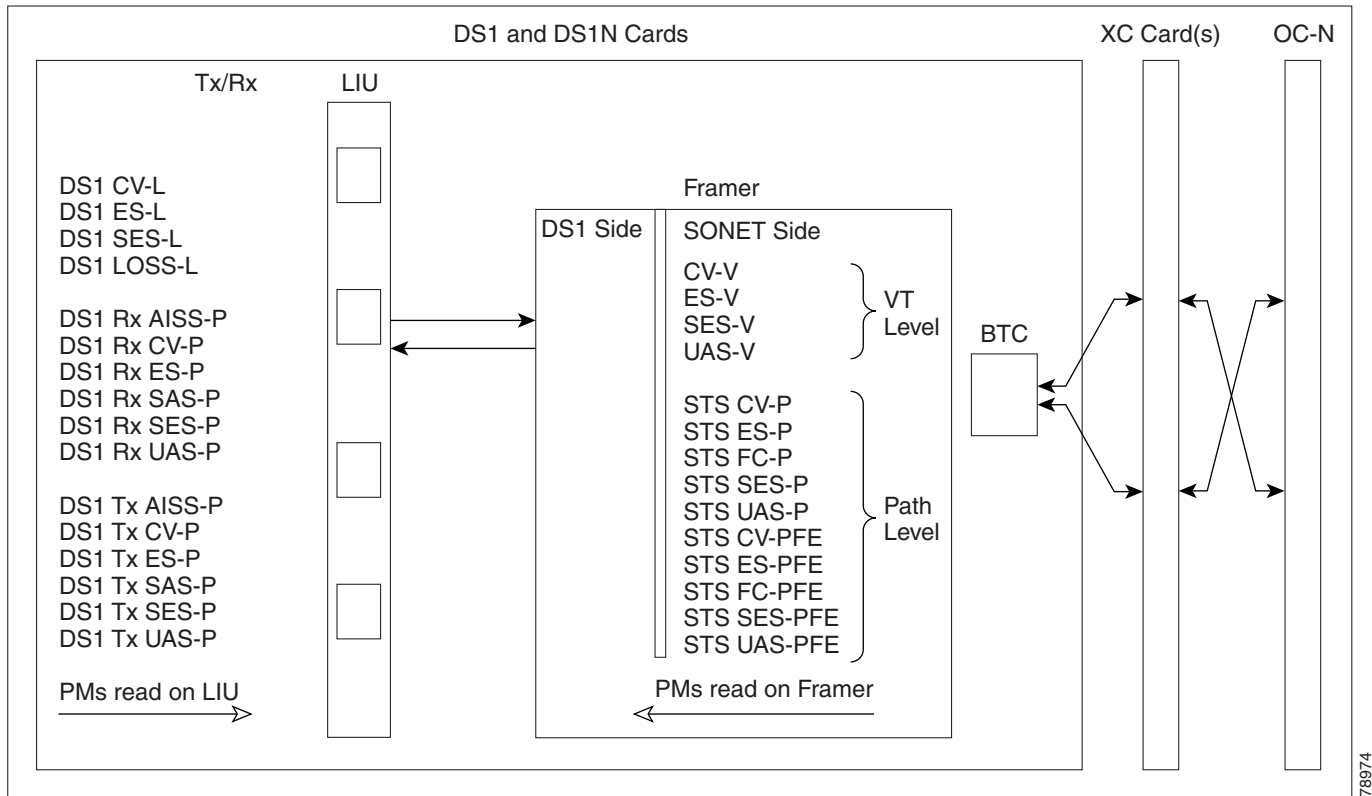 DS1 and DS1N Cards
XC Card(s)
OC-N
Tx/Rx
LIU
DS1 CV-L
DS1 ES-L
DS1 SES-L
DS1 LOSS-L
DS1 Rx AISS-P
DS1 Rx CV-P
DS1 Rx ES-P
DS1 Rx SAS-P
DS1 Rx SES-P
DS1 Rx UAS-P
DS1 Tx AISS-P
DS1 Tx CV-P
DS1 Tx ES-P
DS1 Tx SAS-P
DS1 Tx SES-P
DS1 Tx UAS-P
PMs read on LIU
Framer
DS1 Side
SONET Side
CV-V
ES-V
SES-V
UAS-V
VT
Level
STS CV-P
STS ES-P
STS FC-P
STS SES-P
STS UAS-P
STS CV-PFE
STS ES-PFE
STS FC-PFE
STS SES-PFE
STS UAS-PFE
Path
Level
PMs read on Framer
BTC
78974